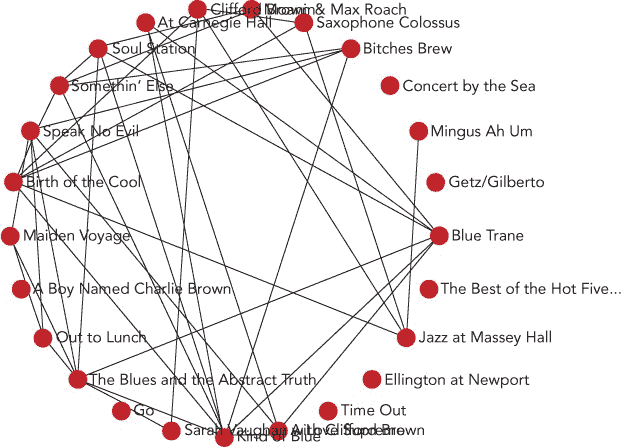 Clifford Brown & Max Roach
Moanin
At Carnegie Hall
Saxophone Colossus
Soul Station
Bitches Brew
Somethin’ Else
Concert by the Sea
Speak No Evil
Mingus Ah Um
Birth of the Cool
Getz/Gilberto
Maiden Voyage
Blue Trane
A Boy Named Charlie Brown
The Best of the Hot Five...
Out to Lunch
Jazz at Massey Hall
The Blues and the Abstract Truth
Ellington at Newport
Go
Time Out
Sarah Vaughan with Clifford Brown
A Love Supreme
Kind of Blue